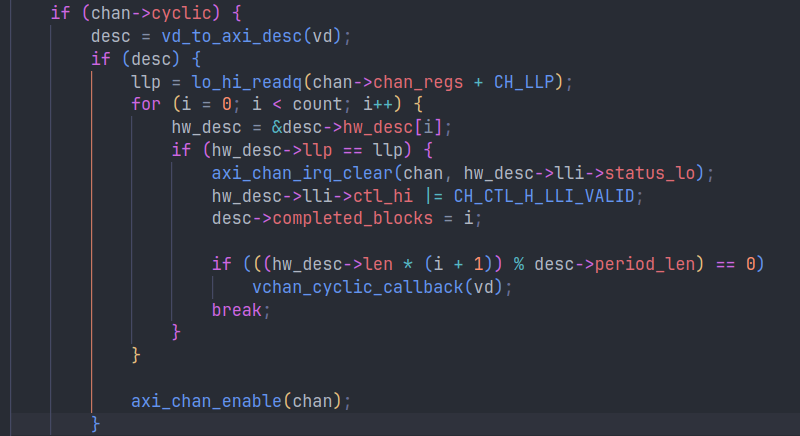 if (chan->cyclic) {
desc = vd_to_axi_desc(vd);
if (desc) {
llp = lo_hi_readq(chan->chan_regs + CH_LLP);
for (i = 0; i < count; i++) {
hw_desc = &desc->hw_desc[i];
if (hw_desc->llp == llp) {
axi_chan_irq_clear(chan, hw_desc->lli->status_lo);
hw_desc->lli->ctl_hi |= CH_CTL_H_LLI_VALID;
desc->completed_blocks = i;
if (((hw_desc->len * (i + 1)) % desc->period_len) == 0)
vchan_cyclic_callback(vd);
break;
}
}
axi_chan_enable(chan);
}